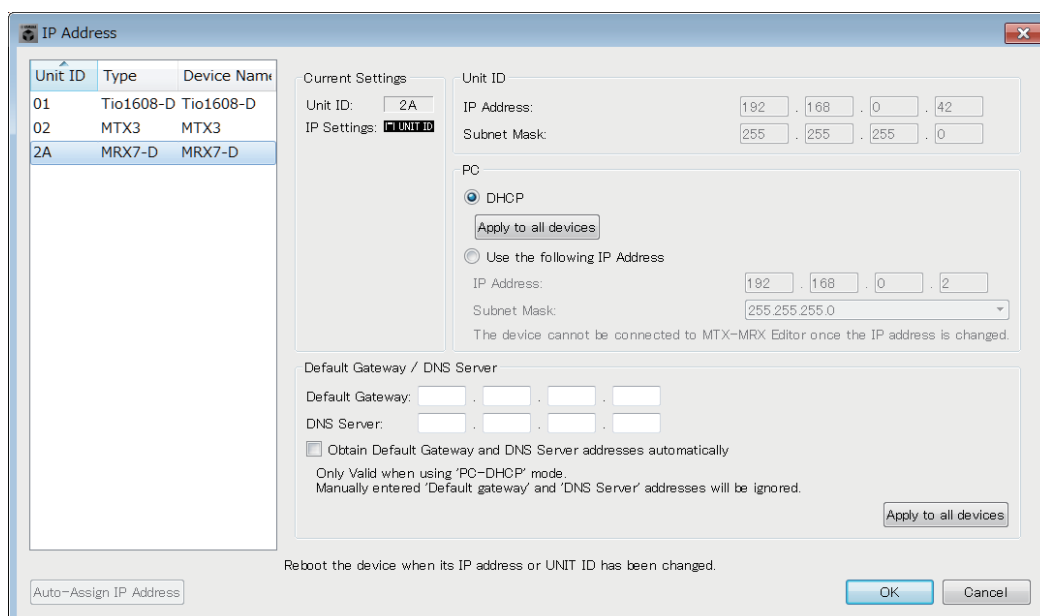 IP Address
Unit ID Type Device Name
01 Tio1608-D Tio1608-D
02 MTX3 MTX3
2A MRX7-D MRX7-D
Current Settings
Unit ID: 2A
IP Settings: UNIT ID
Unit ID
IP Address: 192 . 168 . 0 . 42
Subnet Mask: 255 . 255 . 255 . 0
PC
DHCP
Apply to all devices
Use the following IP Address
IP Address: 192 . 168 . 0 . 2
Subnet Mask: 255.255.255.0
The device cannot be connected to MTX-MRX Editor once the IP address is changed.
Default Gateway / DNS Server
Default Gateway: . . .
DNS Server: . . .
Obtain Default Gateway and DNS Server addresses automatically
Only Valid when using 'PC-DHCP' mode.
Manually entered 'Default gateway' and 'DNS Server' addresses will be ignored.
Apply to all devices
Reboot the device when its IP address or UNIT ID has been changed.
Auto-Assign IP Address
OK
Cancel